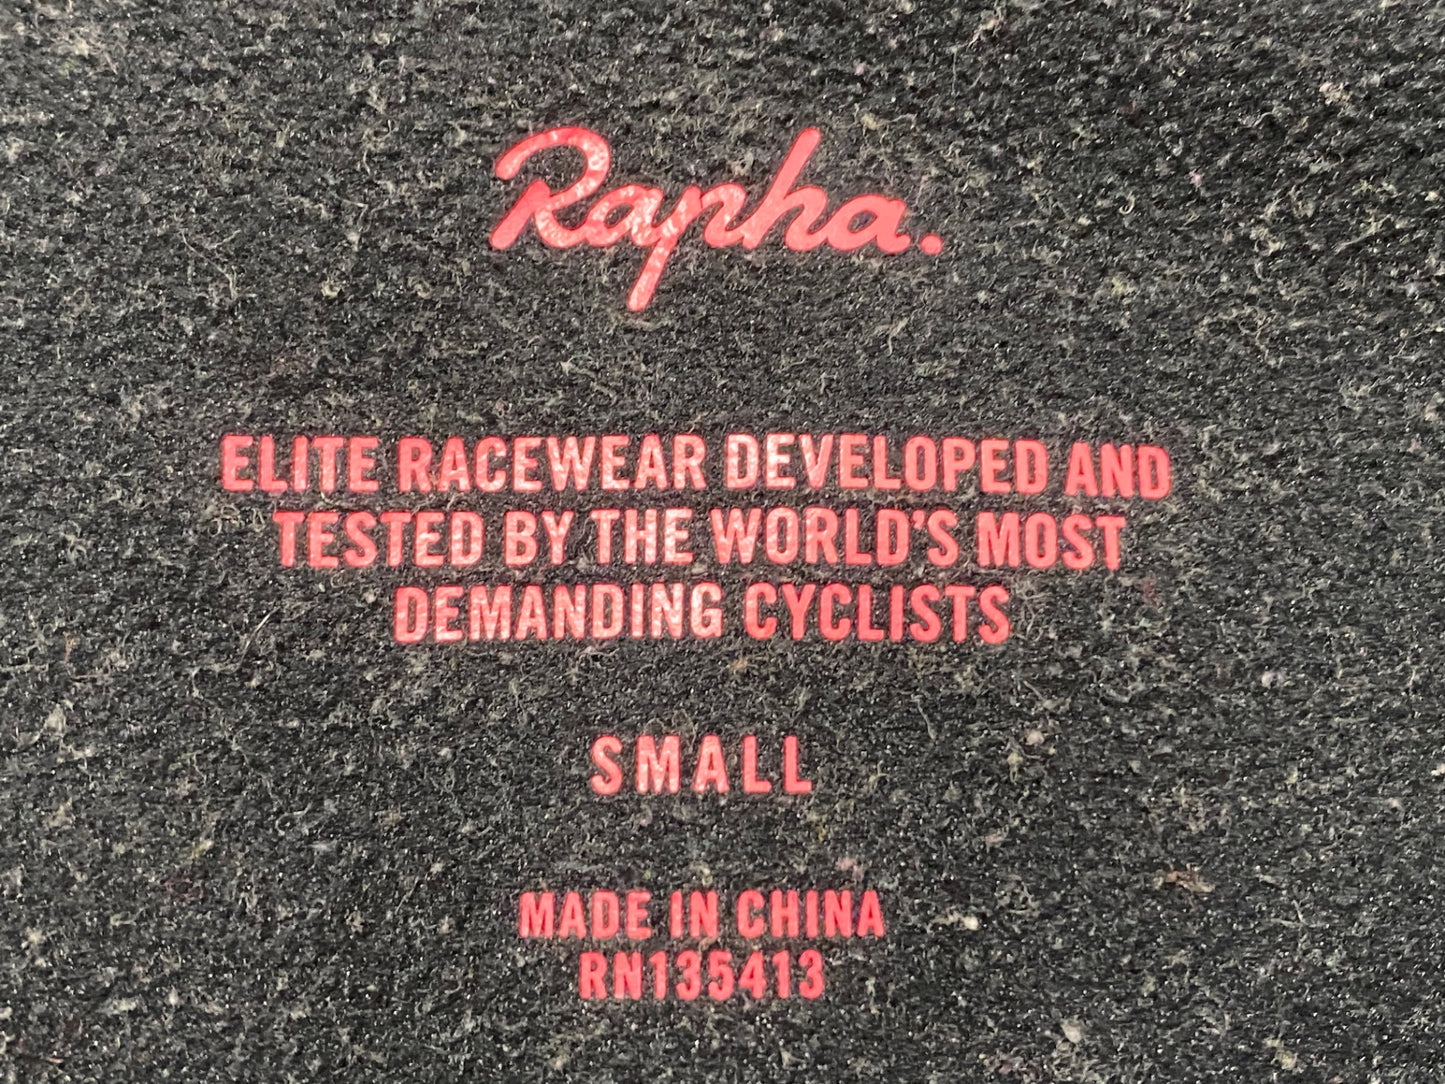 Rapha.
ELITE RACEWEAR DEVELOPED AND
TESTED BY THE WORLD'S MOST
DEMANDING CYCLISTS
SMALL
MADE IN CHINA
RN135413